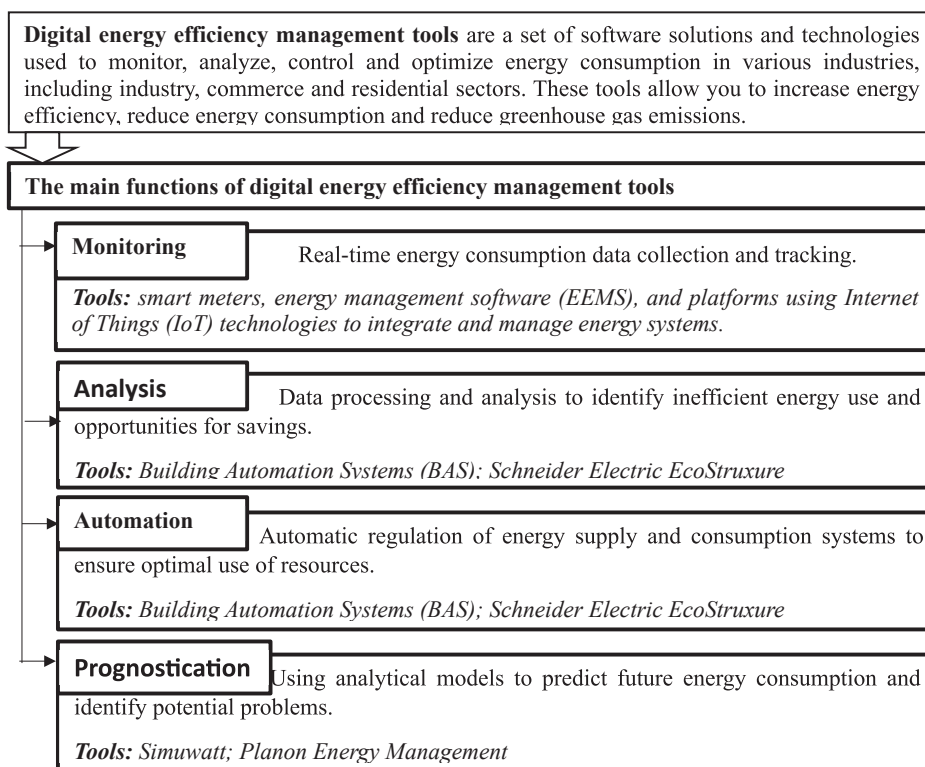 Digital energy efficiency management tools are a set of software solutions and technologies
used to monitor, analyze, control and optimize energy consumption in various industries,
including industry, commerce and residential sectors. These tools allow you to increase energy
efficiency, reduce energy consumption and reduce greenhouse gas emissions.
The main functions of digital energy efficiency management tools
Monitoring
Real-time energy consumption data collection and tracking.
Tools: smart meters, energy management software (EEMS), and platforms using Internet
of Things (IoT) technologies to integrate and manage energy systems.
Analysis
Data processing and analysis to identify inefficient energy use and
opportunities for savings.
Tools: Building Automation Systems (BAS); Schneider Electric EcoStruxure
Automation
Automatic regulation of energy supply and consumption systems to
ensure optimal use of resources.
Tools: Building Automation Systems (BAS); Schneider Electric EcoStruxure
Prognostication
Using analytical models to predict future energy consumption and
identify potential problems.
Tools: Simuwatt; Planon Energy Management